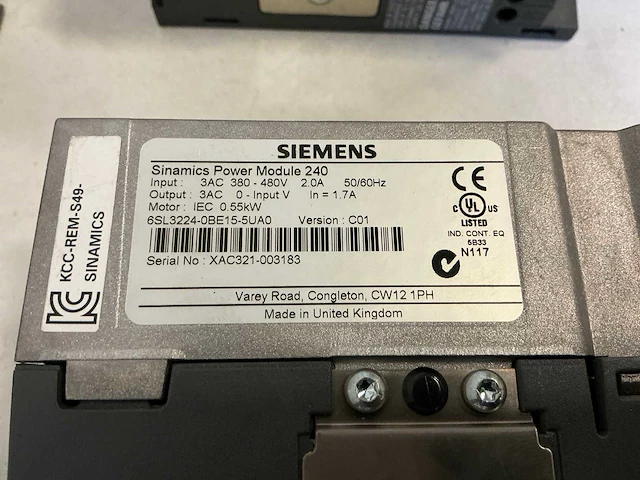 SIEMENS
Sinamics Power Module 240
Input : 3AC 380 - 480V 2.0A 50/60Hz
Output : 3AC 0 - Input V In = 1.7A
Motor : IEC 0.55kW
6SL3224-0BE15-5UA0 Version : C01
Serial No : XAC321-003183
CE
C UL US
LISTED
IND. CONT. EQ
5B33
N117
Varey Road, Congleton, CW12 1PH
Made in United Kingdom
KCC-REM-S49-
SINAMICS